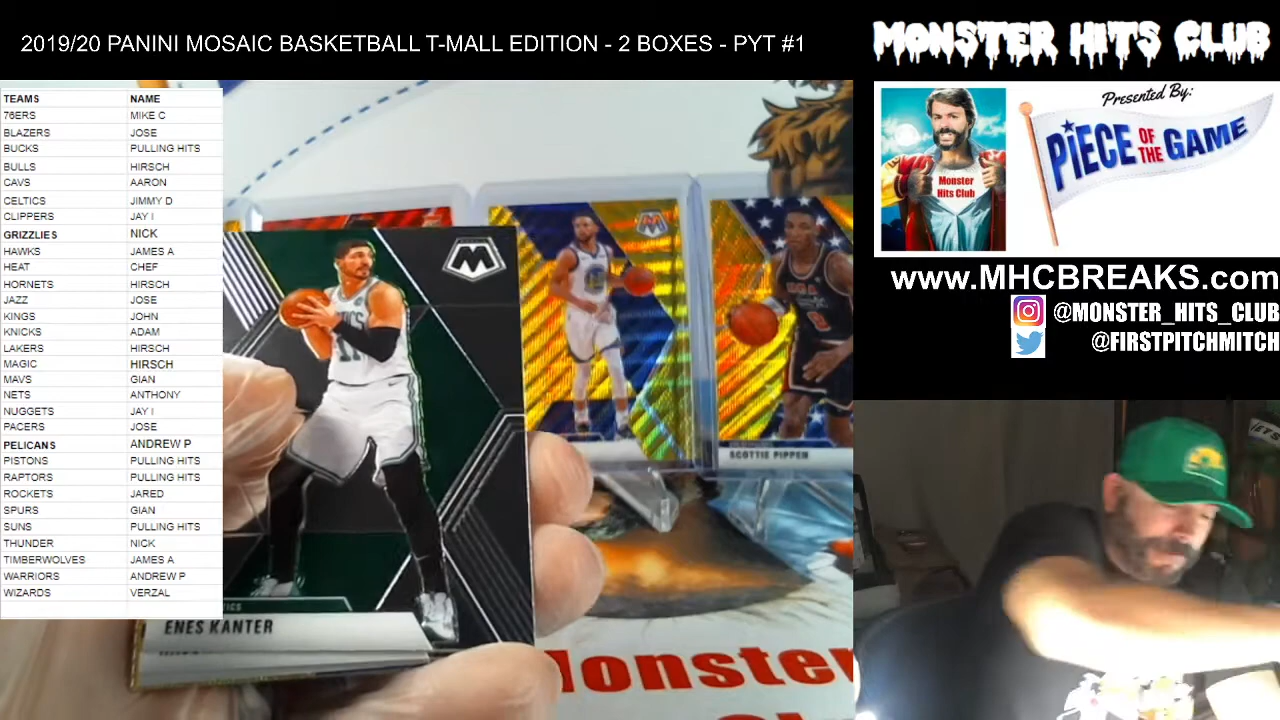 2019/20 PANINI MOSAIC BASKETBALL T-MALL EDITION - 2 BOXES - PYT #1
MONSTER HITS CLUB
Presented By:
PIECE OF THE GAME
Monster
Hits Club
www.MHCBREAKS.com
@MONSTER_HITS_CLUB
@FIRSTPITCHMITCH
TEAMS NAME
76ERS MIKE C
BLAZERS JOSE
BUCKS PULLING HITS
BULLS HIRSCH
CAVS AARON
CELTICS JIMMY D
CLIPPERS JAY I
GRIZZLIES NICK
HAWKS JAMES A
HEAT CHEF
HORNETS HIRSCH
JAZZ JOSE
KINGS JOHN
KNICKS ADAM
LAKERS HIRSCH
MAGIC HIRSCH
MAVS GIAN
NETS ANTHONY
NUGGETS JAY I
PACERS JOSE
PELICANS ANDREW P
PISTONS PULLING HITS
RAPTORS PULLING HITS
ROCKETS JARED
SPURS GIAN
SUNS PULLING HITS
THUNDER NICK
TIMBERWOLVES JAMES A
WARRIORS ANDREW P
WIZARDS VERZAL
ENES KANTER
SCOTTIE PIPPEN
Monster